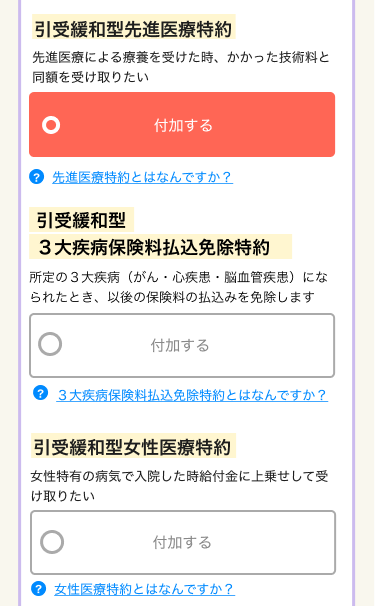 引受緩和型先進医療特約
先進医療による療養を受けた時、かかった技術料と
同額を受け取りたい
付加する
? 先進医療特約とはなんですか？
引受緩和型
３大疾病保険料払込免除特約
所定の３大疾病（がん・心疾患・脳血管疾患）にな
られたとき、以後の保険料の払込みを免除します
付加する
? ３大疾病保険料払込免除特約とはなんですか？
引受緩和型女性医療特約
女性特有の病気で入院した時給付金に上乗せして受
け取りたい
付加する
? 女性医療特約とはなんですか？